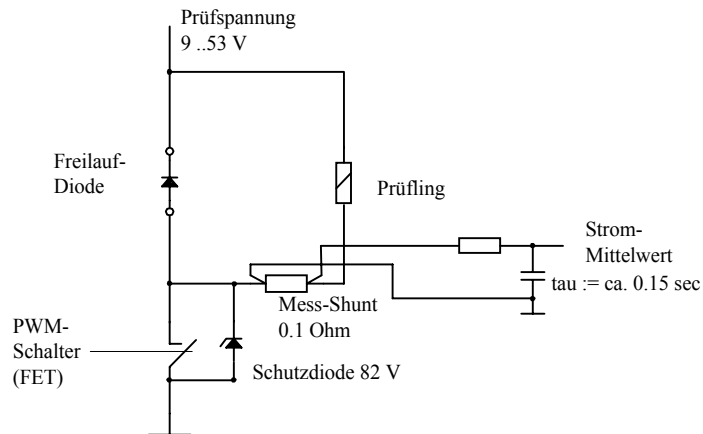 Prüfspannung
9 ..53 V
Freilauf-
Diode
Prüfling
Strom-
Mittelwert
tau := ca. 0.15 sec
Mess-Shunt
0.1 Ohm
PWM-
Schalter
(FET)
Schutzdiode 82 V